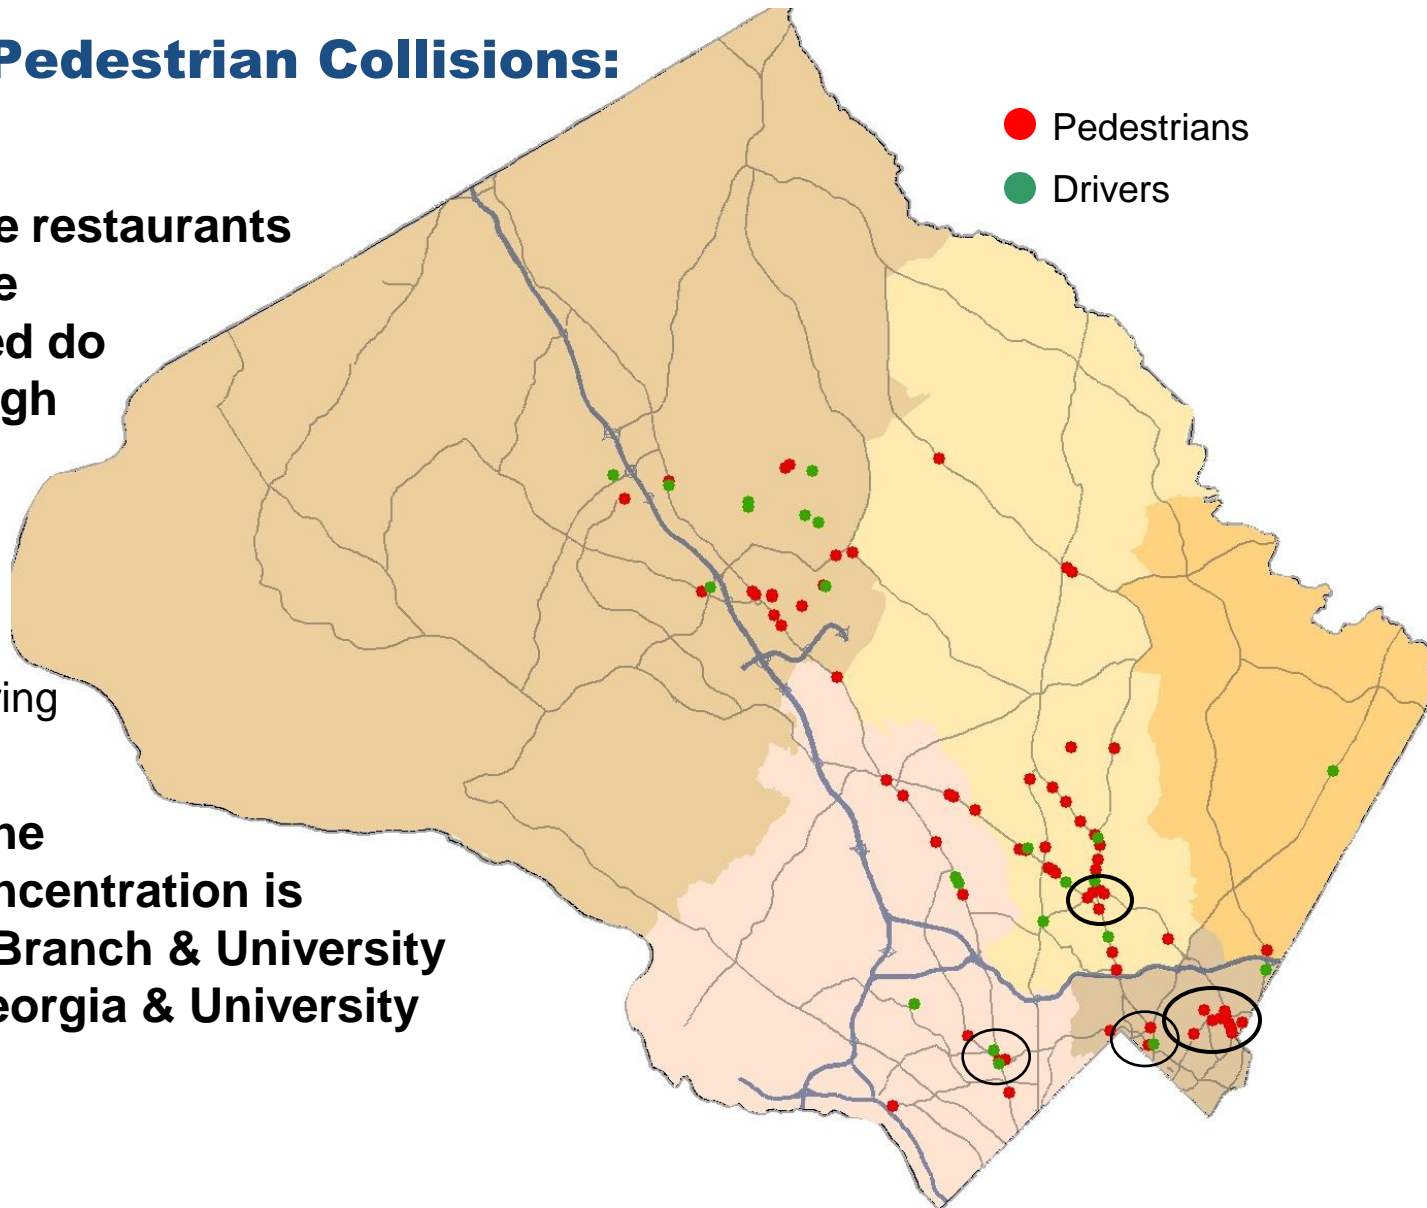 Pedestrian Collisions:
Pedestrians
Drivers
e restaurants
e
ed do
gh
ing
ne
ncentration is
Branch & University
eorgia & University